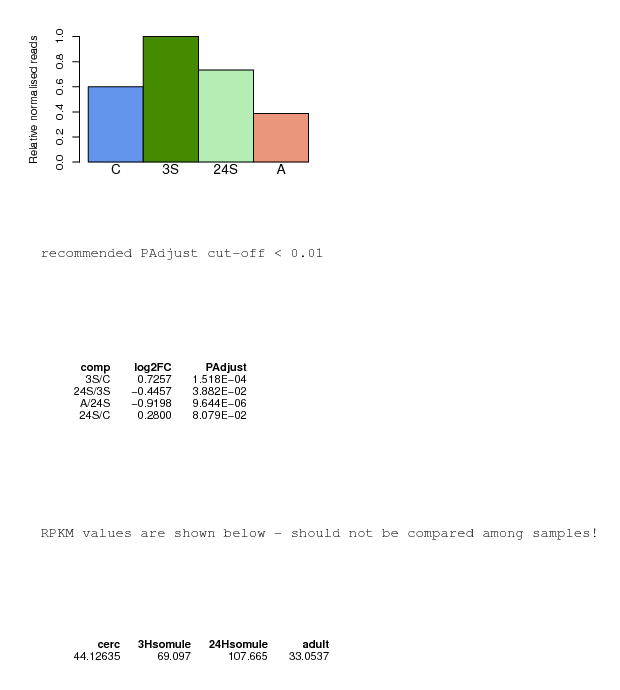 Relative normalised reads
1.0
0.8
0.6
0.4
0.2
0.0
C 3S 24S A
recommended PAdjust cut−off < 0.01
comp log2FC PAdjust
3S/C 0.7257 1.518E−04
24S/3S −0.4457 3.882E−02
A/24S −0.9198 9.644E−06
24S/C 0.2800 8.079E−02
RPKM values are shown below − should not be compared among samples!
cerc 3Hsomule 24Hsomule adult
44.12635 69.097 107.665 33.0537